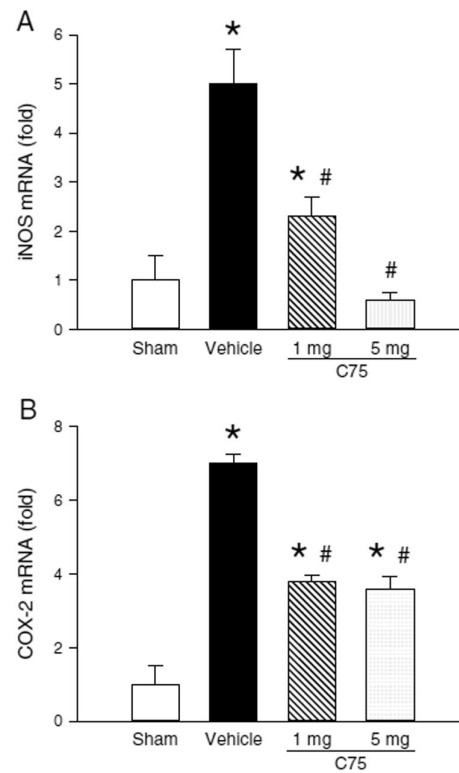 A
iNOS mRNA (fold)
6
5
4
3
2
1
0
*
* #
#
Sham Vehicle 1 mg 5 mg
C75
B
COX-2 mRNA (fold)
8
6
4
2
0
*
* # * #
Sham Vehicle 1 mg 5 mg
C75